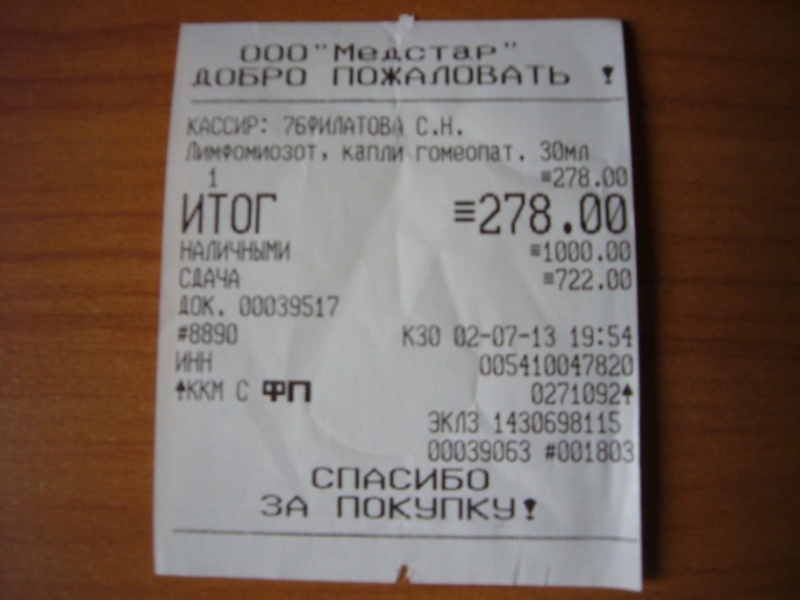 ООО "Медстар"
ДОБРО ПОЖАЛОВАТЬ !
КАССИР: 76ФИЛАТОВА С.Н.
Лимфомиозот, капли гомеопат. 30мл
1 ≡278.00
ИТОГ ≡278.00
НАЛИЧНЫМИ ≡1000.00
СДАЧА ≡722.00
ДОК. 00039517
#8890 КЗО 02-07-13 19:54
ИНН 005410047820
♠ККМ С ФП 0271092♠
ЭКЛЗ 1430698115
00039063 #001803
СПАСИБО
ЗА ПОКУПКУ!